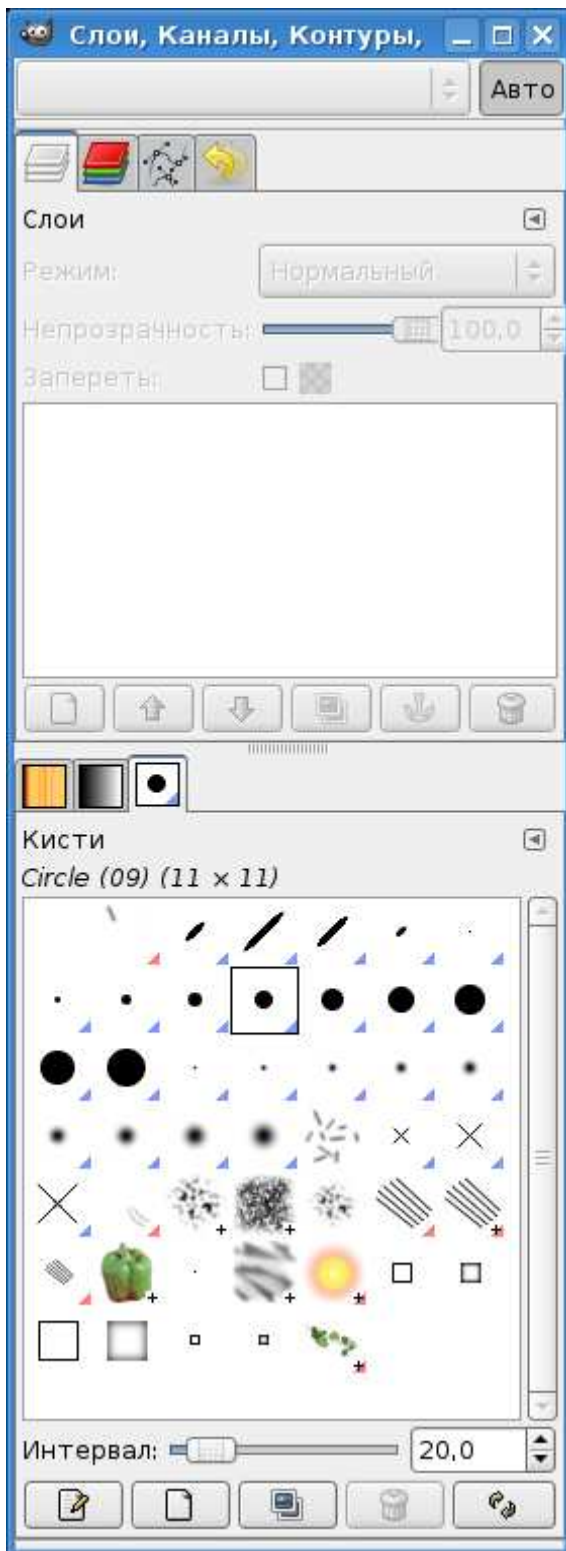 Слои, Каналы, Контуры,
Авто
Слои
Режим: Нормальный
Непрозрачность: 100,0
Запереть:
Кисти
Circle (09) (11 × 11)
Интервал: 20,0